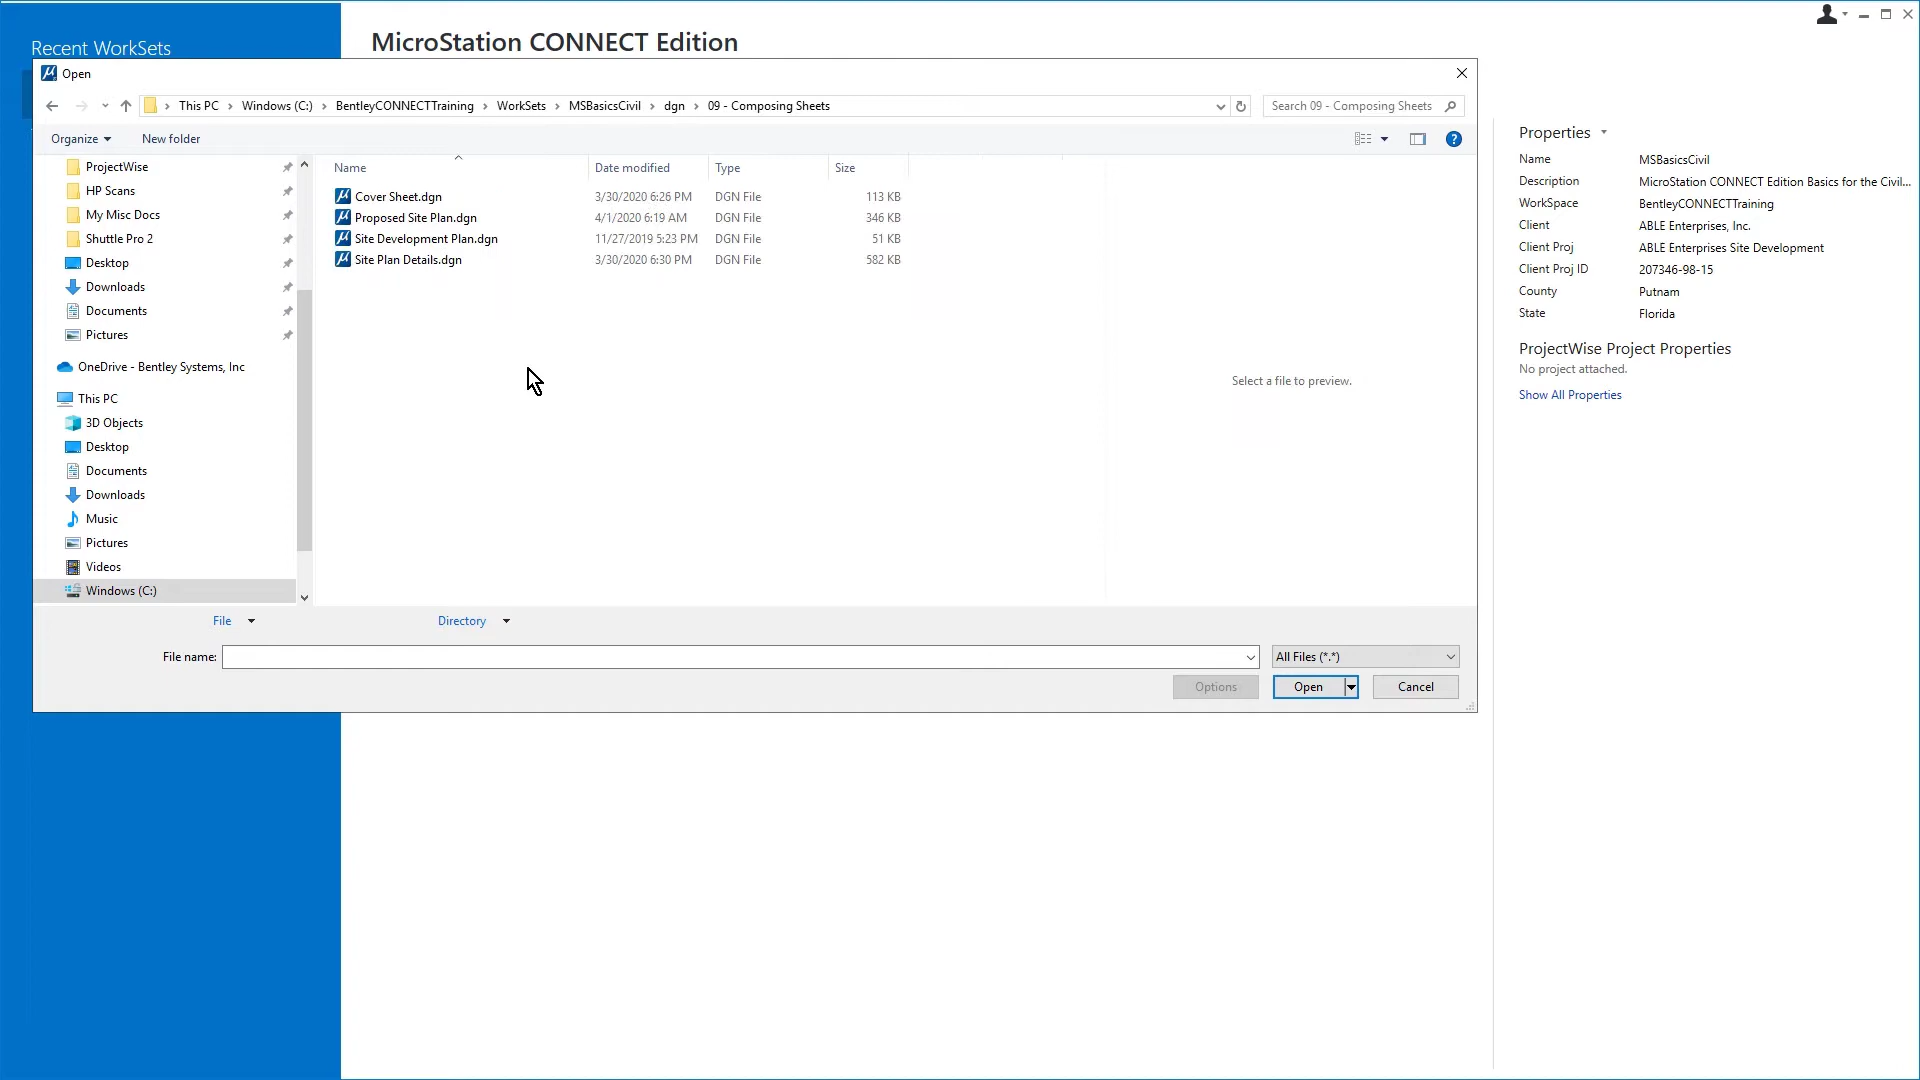 Recent WorkSets
MicroStation CONNECT Edition
Open
This PC > Windows (C:) > BentleyCONNECTTraining > WorkSets > MSBasicsCivil > dgn > 09 - Composing Sheets
Search 09 - Composing Sheets
Organize
New folder
ProjectWise
HP Scans
My Misc Docs
Shuttle Pro 2
Desktop
Downloads
Documents
Pictures
OneDrive - Bentley Systems, Inc
This PC
3D Objects
Desktop
Documents
Downloads
Music
Pictures
Videos
Windows (C:)
Name Date modified Type Size
Cover Sheet.dgn 3/30/2020 6:26 PM DGN File 113 KB
Proposed Site Plan.dgn 4/1/2020 6:19 AM DGN File 346 KB
Site Development Plan.dgn 11/27/2019 5:23 PM DGN File 51 KB
Site Plan Details.dgn 3/30/2020 6:30 PM DGN File 582 KB
Select a file to preview.
File Directory
File name:
All Files (*.*)
Options Open Cancel
Properties
Name MSBasicsCivil
Description MicroStation CONNECT Edition Basics for the Civil...
WorkSpace BentleyCONNECTTraining
Client ABLE Enterprises, Inc.
Client Proj ABLE Enterprises Site Development
Client Proj ID 207346-98-15
County Putnam
State Florida
ProjectWise Project Properties
No project attached.
Show All Properties